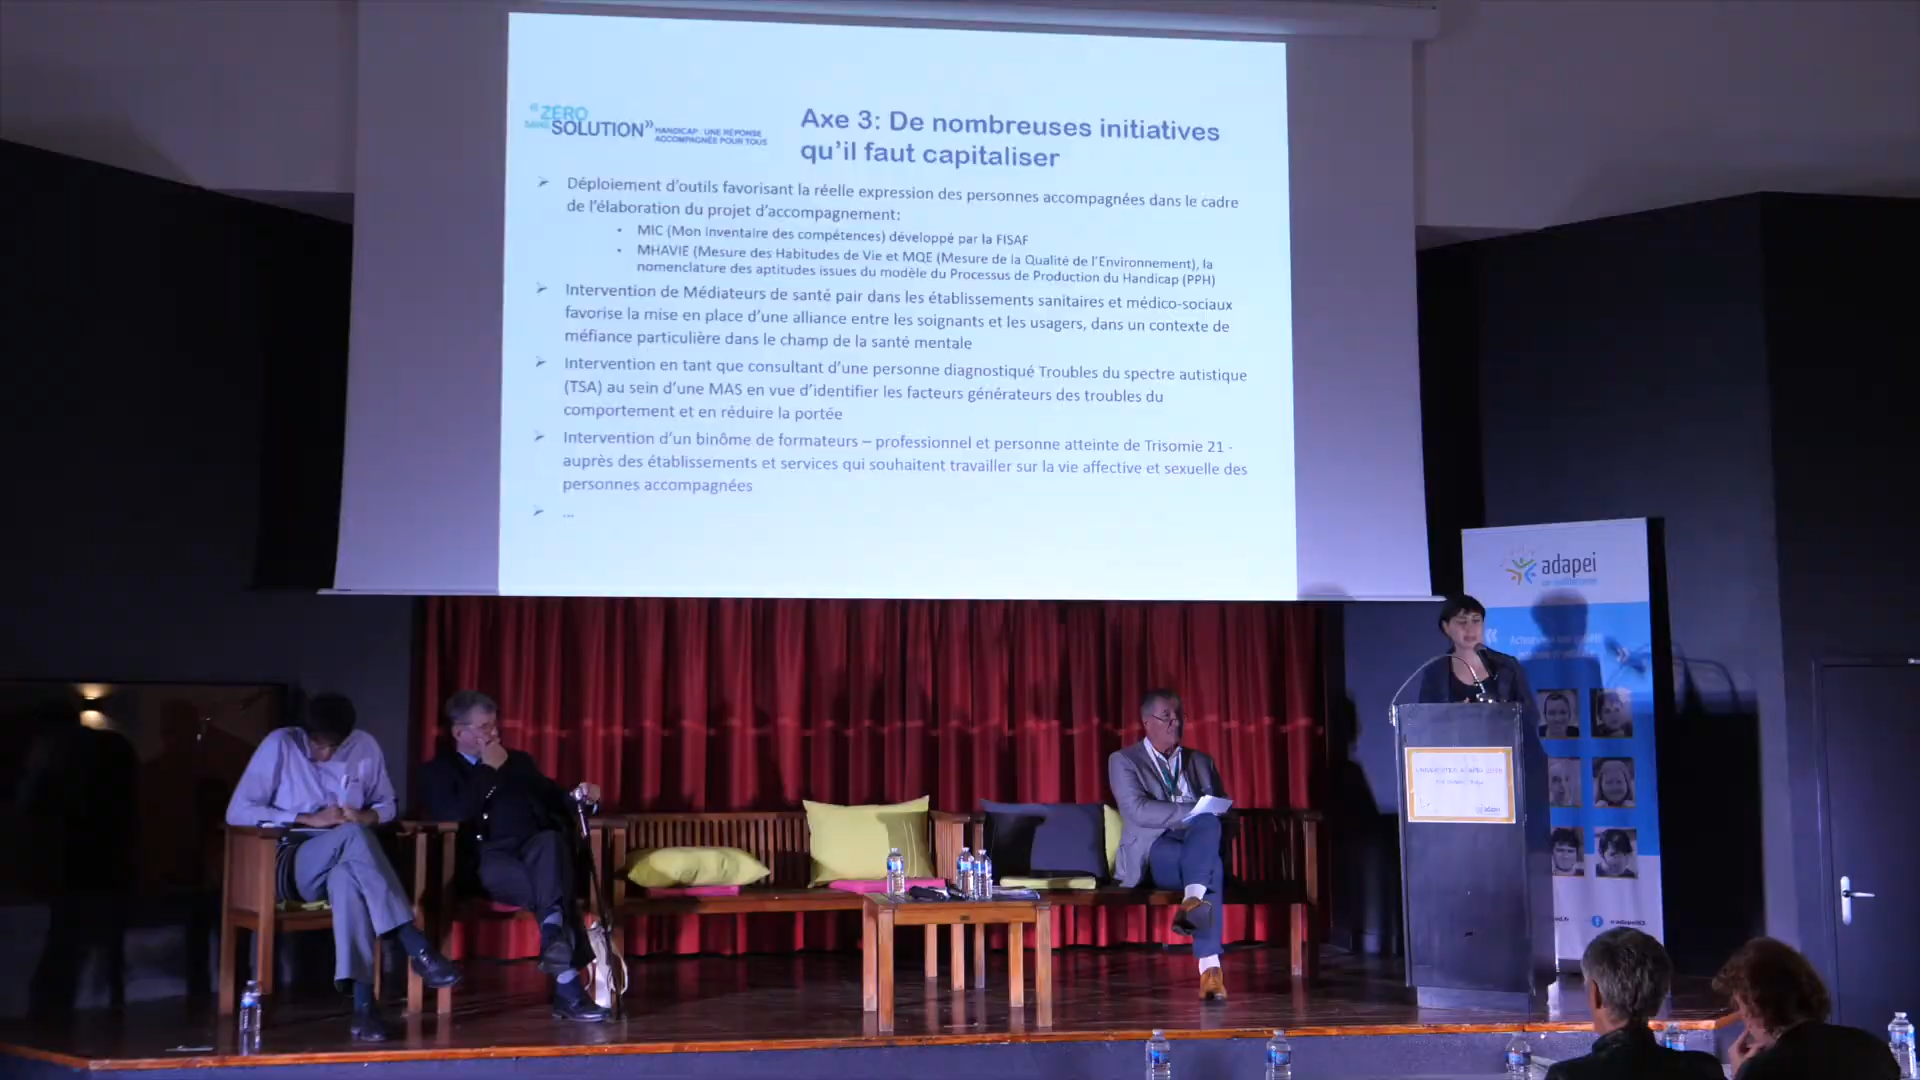 « ZÉRO
SANS
SOLUTION»
HANDICAP : UNE RÉPONSE
ACCOMPAGNÉE POUR TOUS
Axe 3: De nombreuses initiatives
qu'il faut capitaliser
➢ Déploiement d'outils favorisant la réelle expression des personnes accompagnées dans le cadre
de l'élaboration du projet d'accompagnement:
• MIC (Mon inventaire des compétences) développé par la FISAF
• MHAVIE (Mesure des Habitudes de Vie et MQE (Mesure de la Qualité de l'Environnement), la
nomenclature des aptitudes issues du modèle du Processus de Production du Handicap (PPH)
➢ Intervention de Médiateurs de santé pair dans les établissements sanitaires et médico-sociaux
favorise la mise en place d'une alliance entre les soignants et les usagers, dans un contexte de
méfiance particulière dans le champ de la santé mentale
➢ Intervention en tant que consultant d'une personne diagnostiqué Troubles du spectre autistique
(TSA) au sein d'une MAS en vue d'identifier les facteurs générateurs des troubles du
comportement et en réduire la portée
➢ Intervention d'un binôme de formateurs – professionnel et personne atteinte de Trisomie 21 -
auprès des établissements et services qui souhaitent travailler sur la vie affective et sexuelle des
personnes accompagnées
➢ ...
adapei